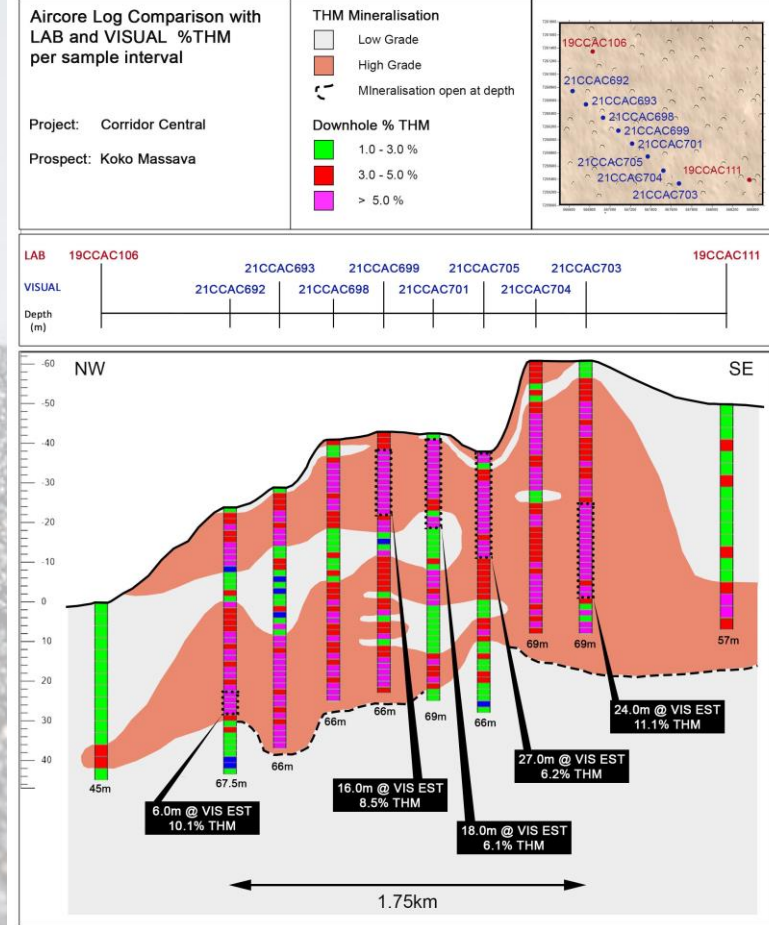 Aircore Log Comparison with
LAB and VISUAL %THM
per sample interval
Project: Corridor Central
Prospect: Koko Massava
THM Mineralisation
Low Grade
High Grade
MIneralisation open at depth
Downhole % THM
1.0 - 3.0 %
3.0 - 5.0 %
> 5.0 %
19CCAC106
21CCAC692
21CCAC693
21CCAC698
21CCAC699
21CCAC701
21CCAC705
21CCAC704
19CCAC111
21CCAC703
LAB 19CCAC106 19CCAC111
21CCAC693 21CCAC699 21CCAC705 21CCAC703
VISUAL 21CCAC692 21CCAC698 21CCAC701 21CCAC704
Depth
(m)
NW SE
-60
-50
-40
-30
-20
-10
0
10
20
30
40
45m
67.5m
66m
66m
66m
69m
66m
69m
69m
57m
6.0m @ VIS EST
10.1% THM
16.0m @ VIS EST
8.5% THM
18.0m @ VIS EST
6.1% THM
27.0m @ VIS EST
6.2% THM
24.0m @ VIS EST
11.1% THM
1.75km